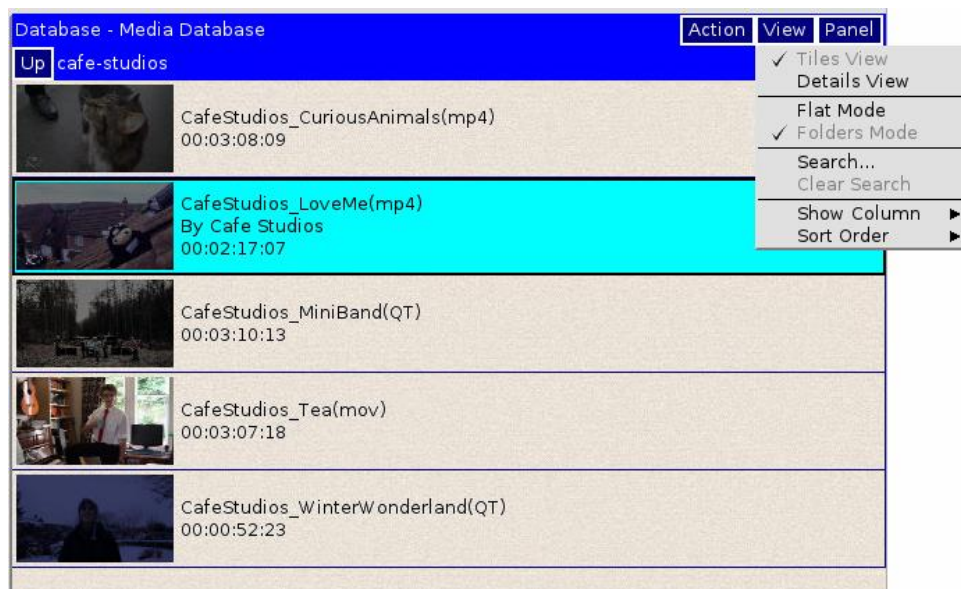 Database - Media Database Action View Panel
Up cafe-studios
✓ Tiles View
Details View
Flat Mode
✓ Folders Mode
Search...
Clear Search
Show Column ▶
Sort Order ▶
CafeStudios_CuriousAnimals(mp4)
00:03:08:09
CafeStudios_LoveMe(mp4)
By Cafe Studios
00:02:17:07
CafeStudios_MiniBand(QT)
00:03:10:13
CafeStudios_Tea(mov)
00:03:07:18
CafeStudios_WinterWonderland(QT)
00:00:52:23